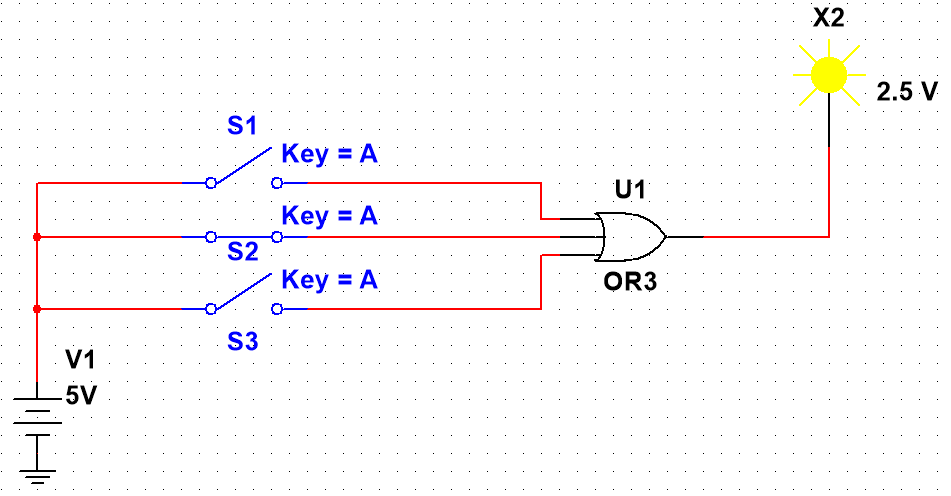 X2
2.5 V
S1
Key = A
Key = A
S2
Key = A
S3
U1
OR3
V1
5V